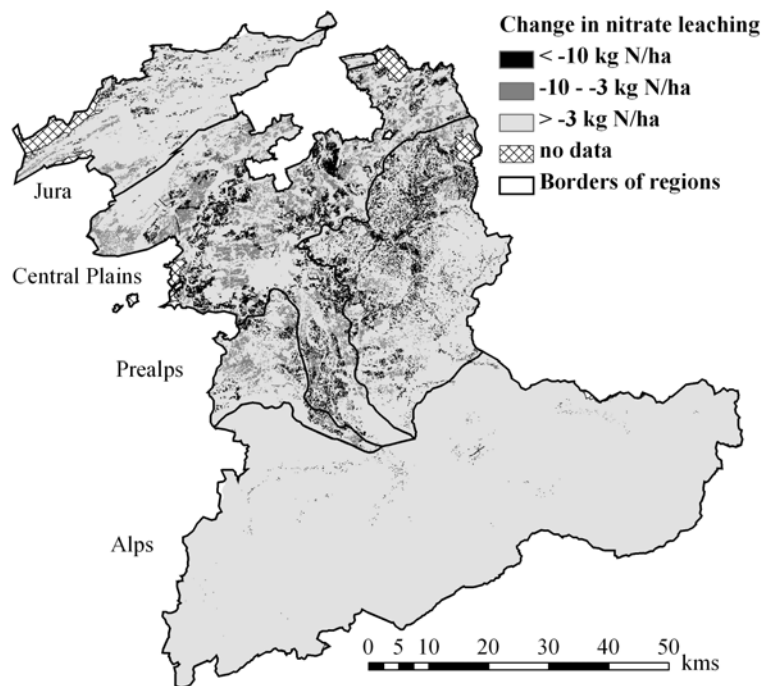 Change in nitrate leaching
< -10 kg N/ha
-10 - -3 kg N/ha
> -3 kg N/ha
no data
Borders of regions
Jura
Central Plains
Prealps
Alps
0 5 10 20 30 40 50
kms